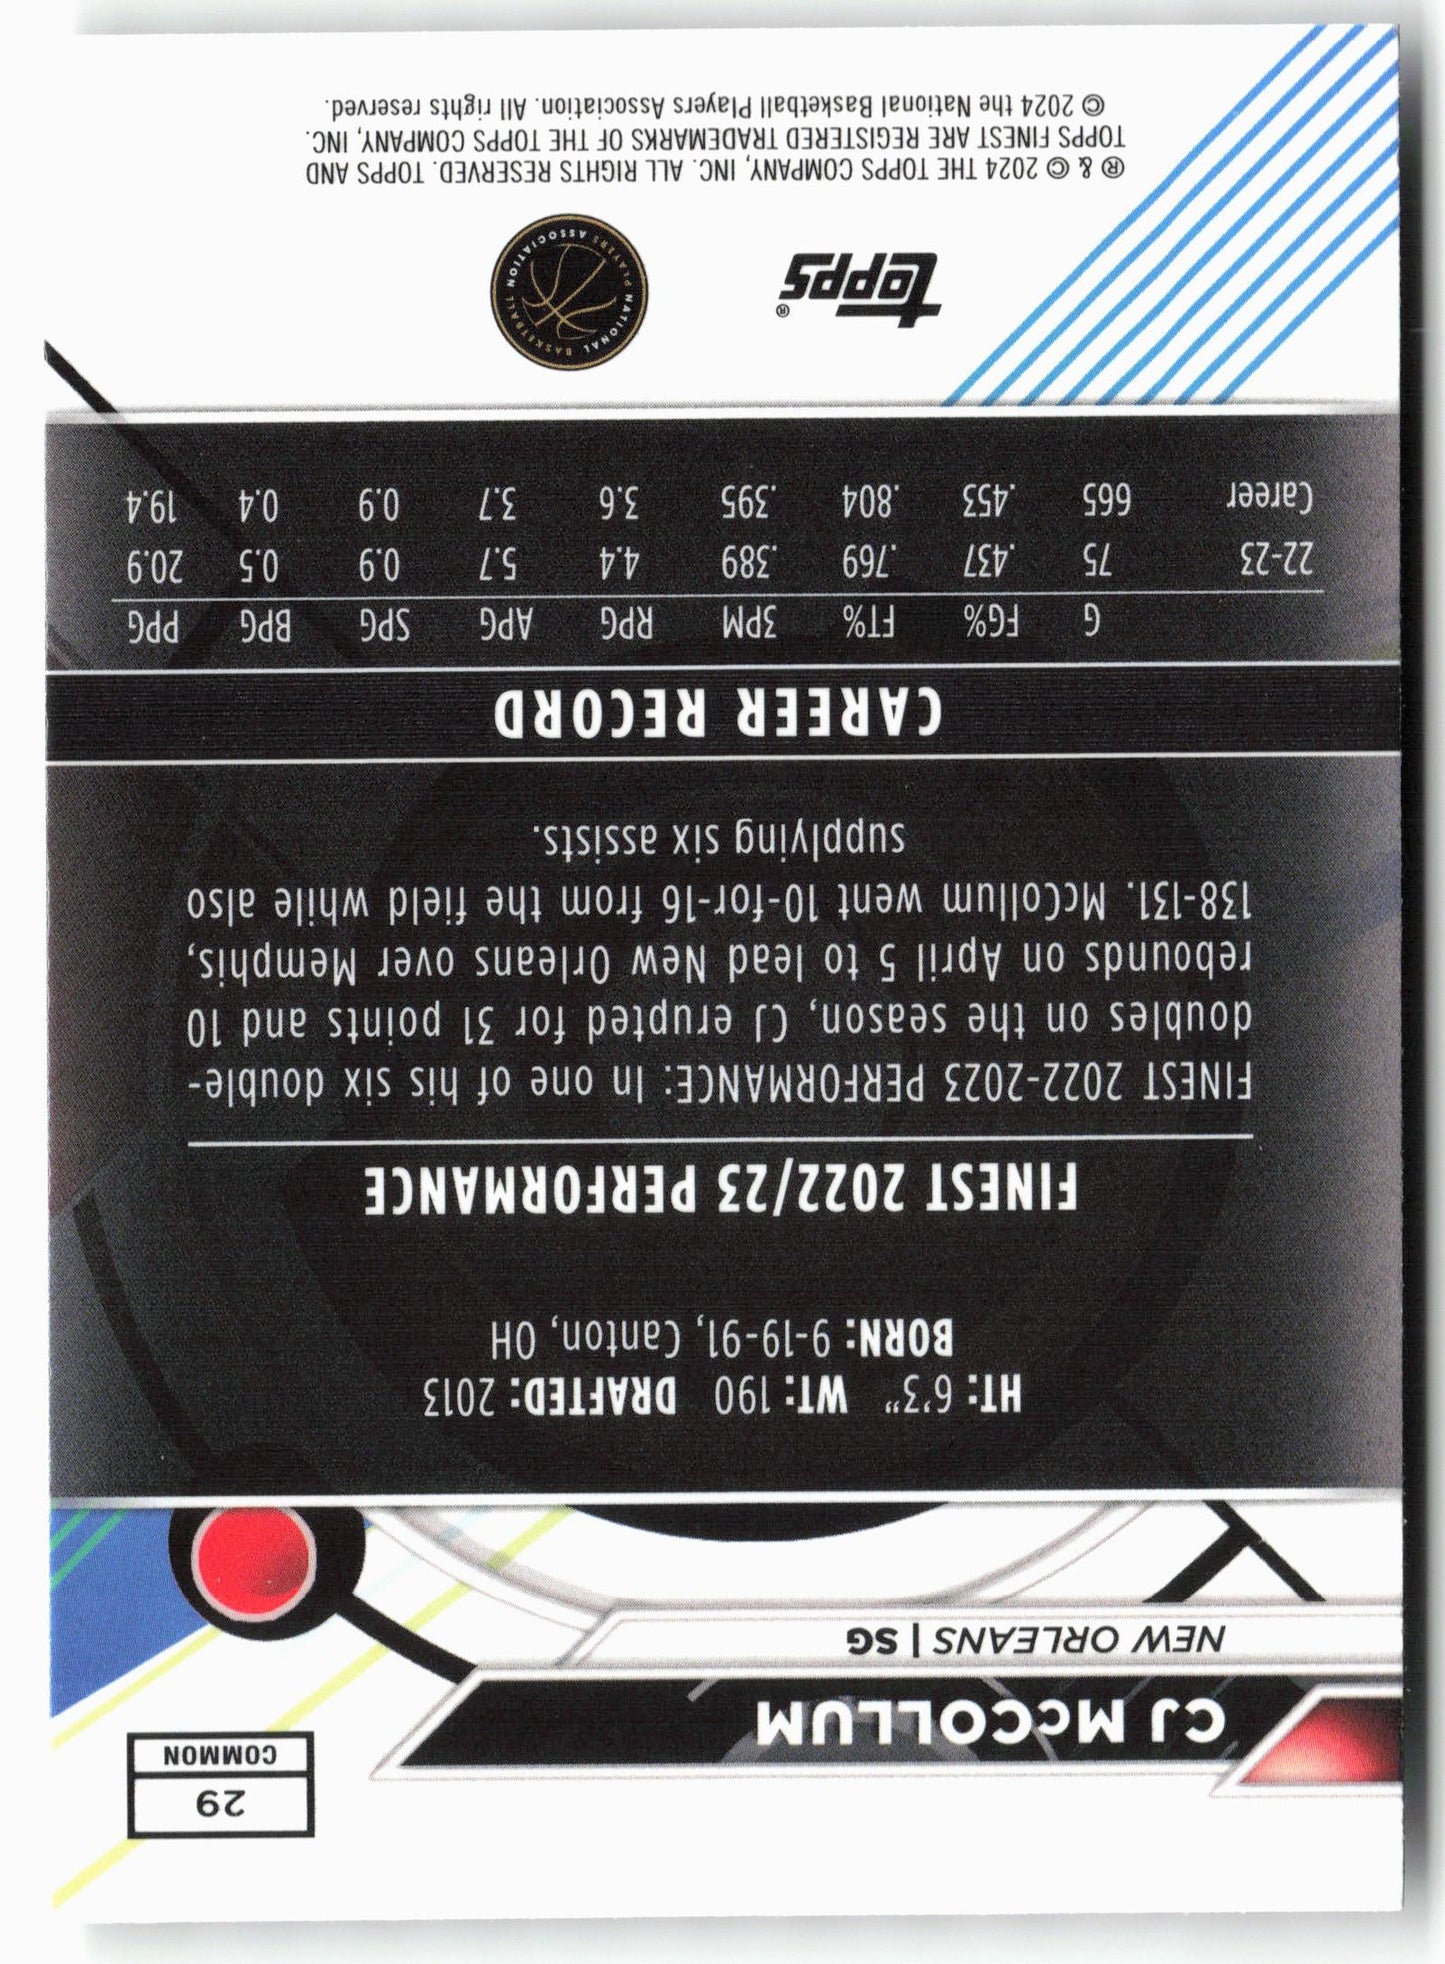 29
COMMON
CJ McCOLLUM
NEW ORLEANS | SG
HT: 6'3" WT: 190 DRAFTED: 2013
BORN: 9-19-91, Canton, OH
FINEST 2022/23 PERFORMANCE
FINEST 2022-2023 PERFORMANCE: In one of his six double-
doubles on the season, CJ erupted for 31 points and 10
rebounds on April 5 to lead New Orleans over Memphis,
138-131. McCollum went 10-for-16 from the field while also
supplying six assists.
CAREER RECORD
G FG% FT% 3PM RPG APG SPG BPG PPG
22-23 75 .437 .769 .389 4.4 5.7 0.9 0.5 20.9
Career 665 .453 .804 .395 3.6 3.7 0.9 0.4 19.4
topps®
NATIONAL BASKETBALL PLAYERS ASSOCIATION
® & © 2024 THE TOPPS COMPANY, INC. ALL RIGHTS RESERVED. TOPPS AND
TOPPS FINEST ARE REGISTERED TRADEMARKS OF THE TOPPS COMPANY, INC.
© 2024 the National Basketball Players Association. All rights reserved.